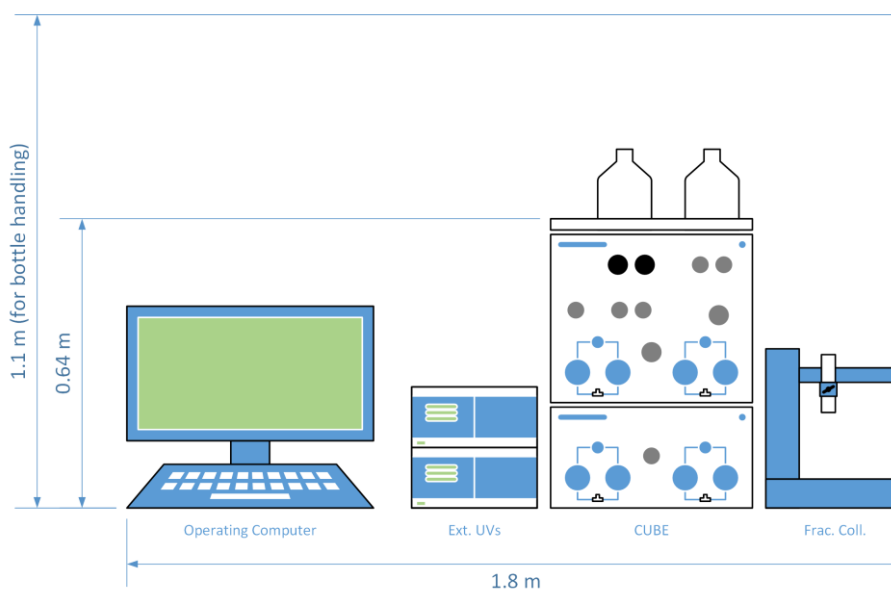 1.1 m (for bottle handling)
0.64 m
Operating Computer
Ext. UVs
CUBE
Frac. Coll.
1.8 m